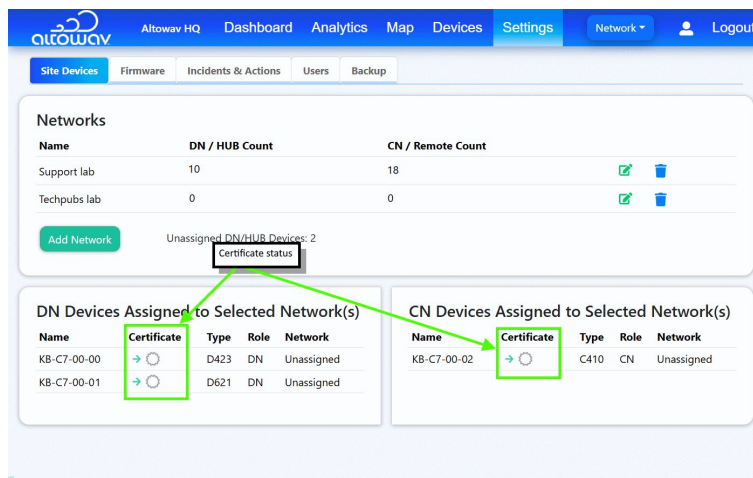 altowav Altowav HQ Dashboard Analytics Map Devices Settings Network Logout
Site Devices Firmware Incidents & Actions Users Backup
Networks
Name DN / HUB Count CN / Remote Count
Support lab 10 18
Techpubs lab 0 0
Add Network Unassigned DN/HUB Devices: 2
Certificate status
DN Devices Assigned to Selected Network(s)
Name Certificate Type Role Network
KB-C7-00-00 D423 DN Unassigned
KB-C7-00-01 D621 DN Unassigned
CN Devices Assigned to Selected Network(s)
Name Certificate Type Role Network
KB-C7-00-02 C410 CN Unassigned